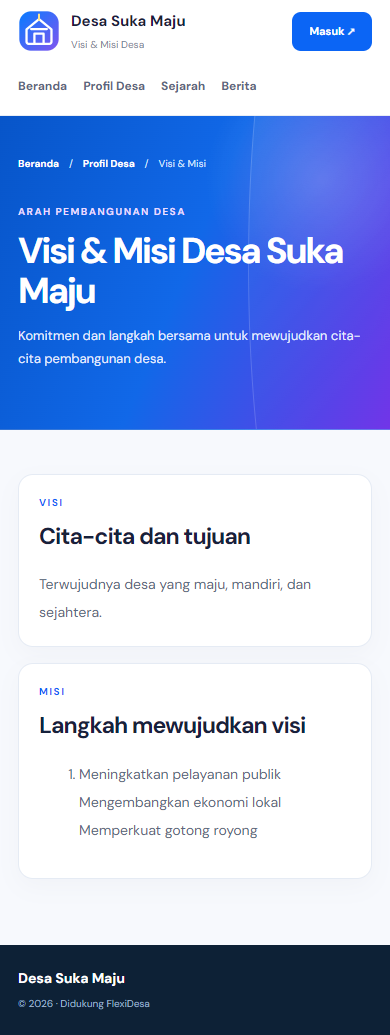 Desa Suka Maju
Visi & Misi Desa
Masuk ↗
Beranda Profil Desa Sejarah Berita
Beranda / Profil Desa / Visi & Misi
ARAH PEMBANGUNAN DESA
Visi & Misi Desa Suka
Maju
Komitmen dan langkah bersama untuk mewujudkan cita-
cita pembangunan desa.
VISI
Cita-cita dan tujuan
Terwujudnya desa yang maju, mandiri, dan
sejahtera.
MISI
Langkah mewujudkan visi
1. Meningkatkan pelayanan publik
Mengembangkan ekonomi lokal
Memperkuat gotong royong
Desa Suka Maju
© 2026 · Didukung FlexiDesa